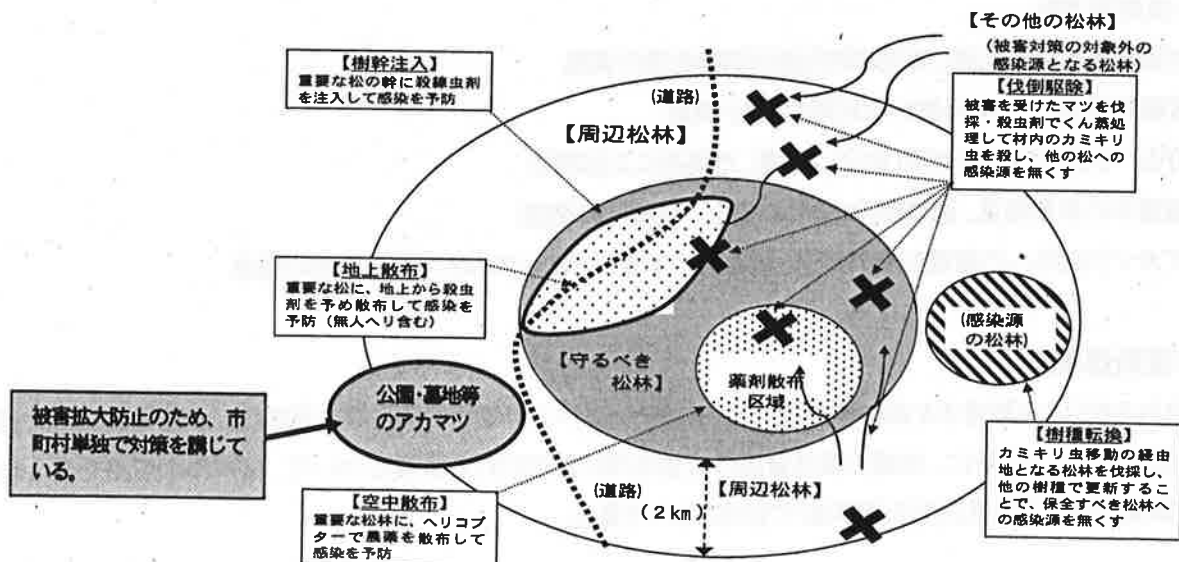 【その他の松林】
(被害対策の対象外の
感染源となる松林)
【樹幹注入】
重要な松の幹に殺線虫剤
を注入して感染を予防
(道路)
【周辺松林】
【伐倒駆除】
被害を受けたマツを伐
採・殺虫剤でくん蒸処
理して材内のカミキリ
虫を殺し、他の松への
感染源を無くす
【地上散布】
重要な松に、地上から殺虫
剤を予め散布して感染を
予防（無人ヘリ含む）
(感染源
の松林)
【守るべき
松林】
薬剤散布
区域
公園・墓地等
のアカマツ
被害拡大防止のため、市
町村単独で対策を講じて
いる。
【樹種転換】
カミキリ虫移動の経由
地となる松林を伐採し、
他の樹種で更新するこ
とで、保全すべき松林へ
の感染源を無くす
【空中散布】
重要な松林に、ヘリコプ
ターで農薬を散布して
感染を予防
(道路)
（２km）
【周辺松林】